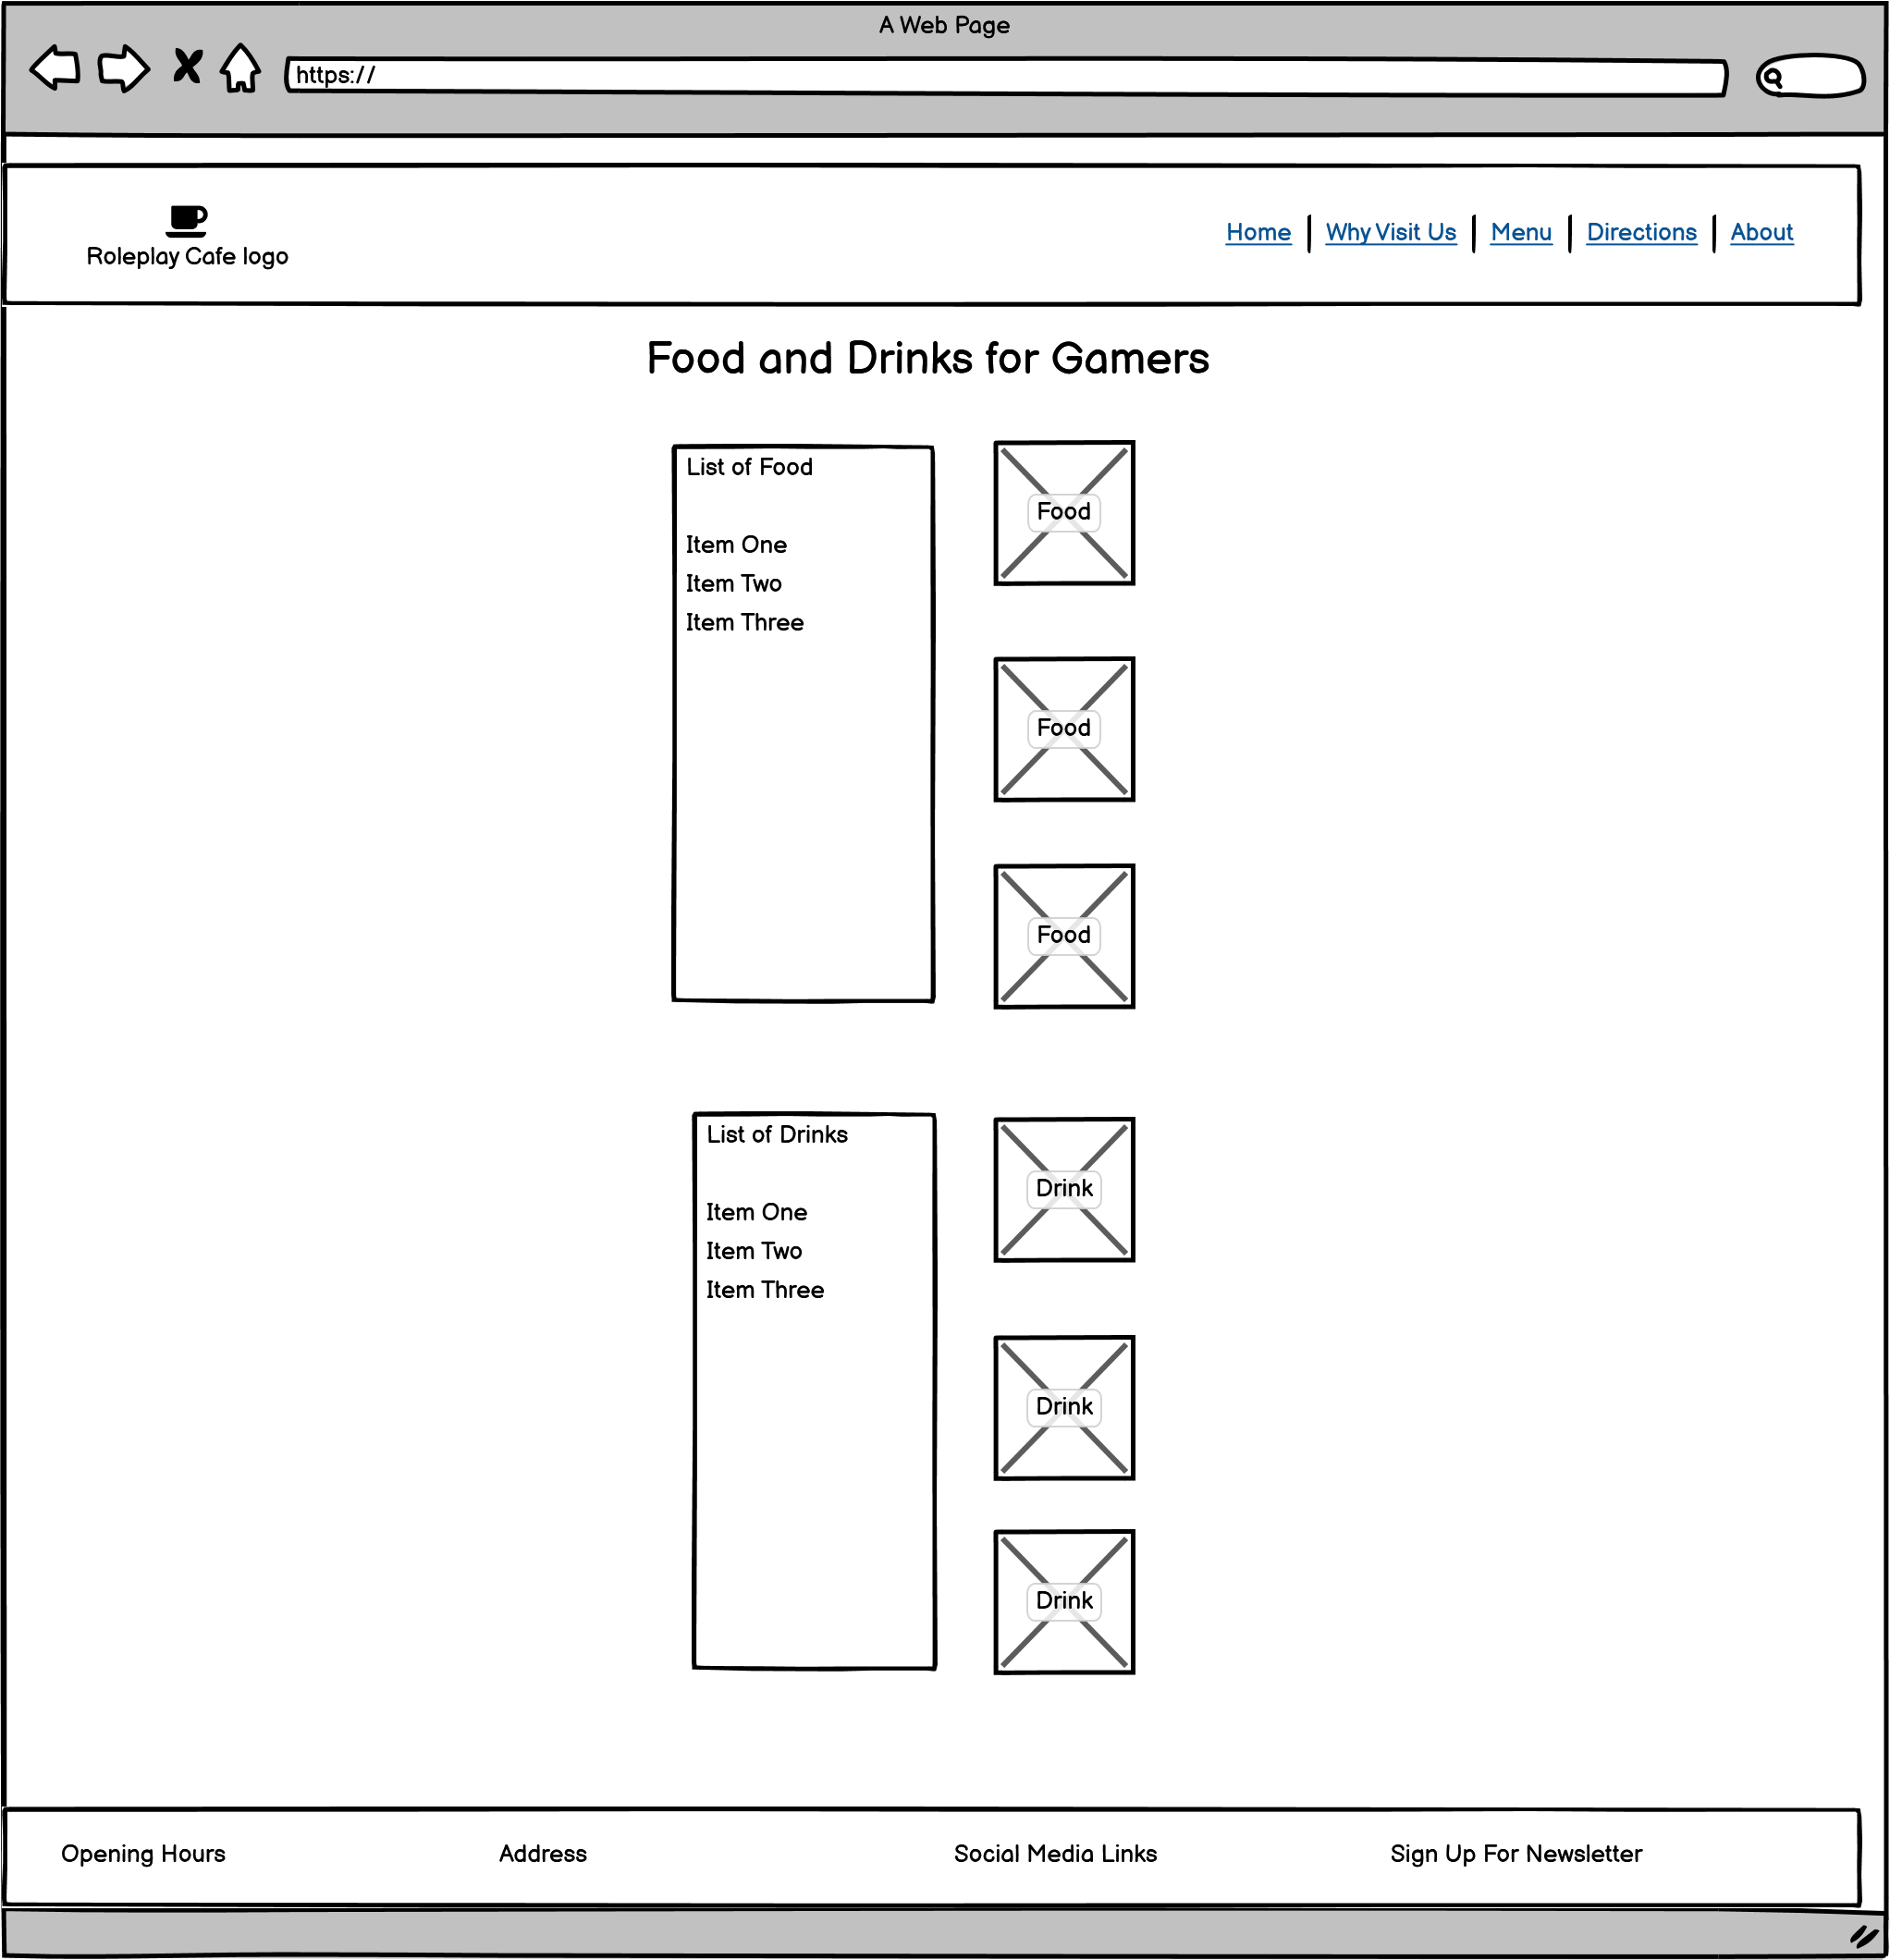 A Web Page
https://
Roleplay Cafe logo
Home Why Visit Us Menu Directions About
Food and Drinks for Gamers
List of Food
Item One
Item Two
Item Three
Food
Food
Food
List of Drinks
Item One
Item Two
Item Three
Drink
Drink
Drink
Opening Hours Address Social Media Links Sign Up For Newsletter